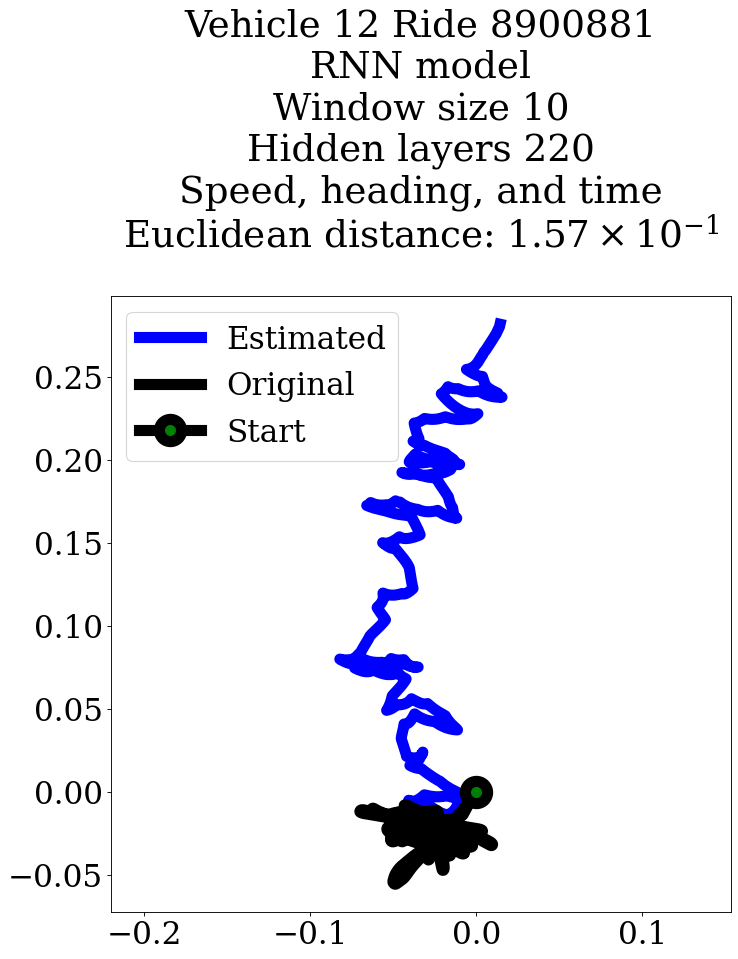 Vehicle 12 Ride 8900881
RNN model
Window size 10
Hidden layers 220
Speed, heading, and time
Euclidean distance: 1.57 × 10⁻¹
Estimated
Original
Start
0.25
0.20
0.15
0.10
0.05
0.00
−0.05
−0.2 −0.1 0.0 0.1